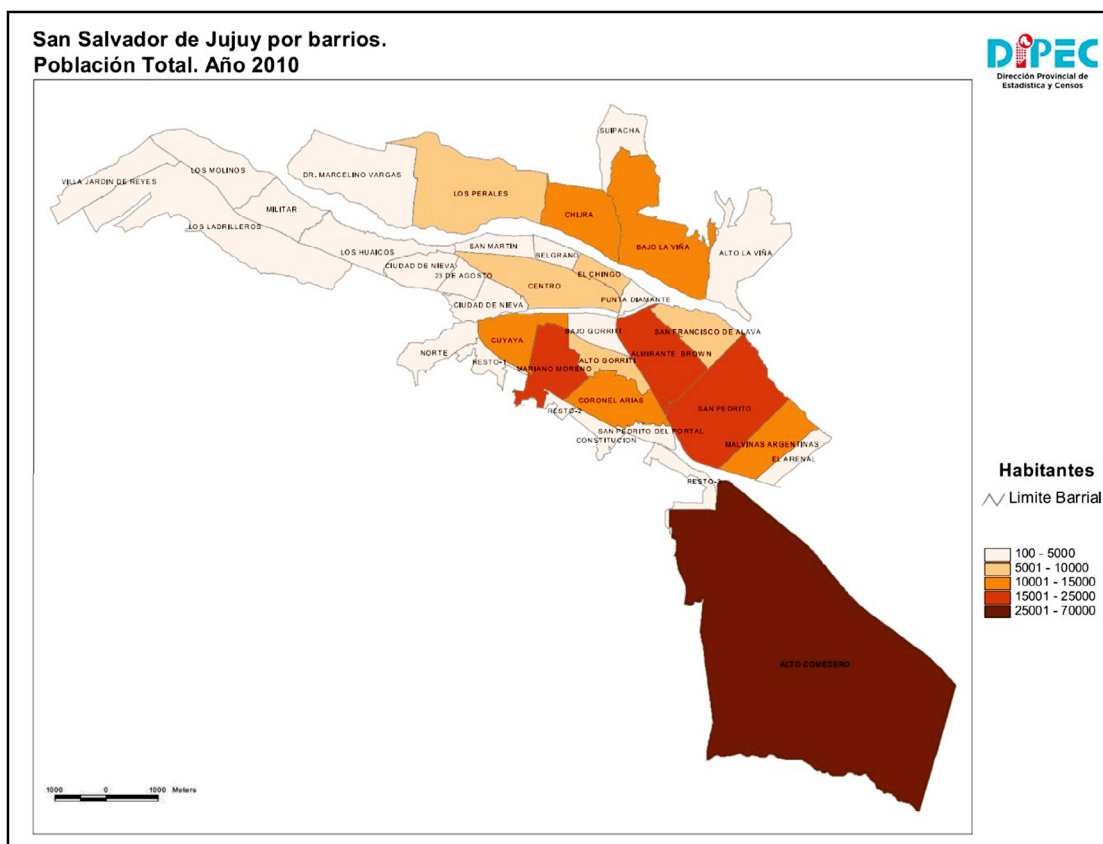 San Salvador de Jujuy por barrios.
Población Total. Año 2010
DiPEC
Dirección Provincial de
Estadística y Censos
SUIPACHA
LOS MOLINOS
DR. MARCELINO VARGAS
VILLA JARDIN DE REYES
LOS PERALES
MILITAR
CHIJRA
LOS LADRILLEROS
BAJO LA VIÑA
ALTO LA VIÑA
SAN MARTIN
LOS HUAICOS
BELGRANO
CIUDAD DE NIEVA
23 DE AGOSTO
EL CHINGO
CENTRO
PUNTA DIAMANTE
CIUDAD DE NIEVA
BAJO GORRITI
SAN FRANCISCO DE ALAVA
CUYAYA
NORTE
ALMIRANTE BROWN
RESTO-1
ALTO GORRITI
MARIANO MORENO
CORONEL ARIAS
SAN PEDRITO
RESTO-2
SAN PEDRITO DEL PORTAL
CONSTITUCION
MALVINAS ARGENTINAS
EL ARENAL
RESTO-3
Habitantes
Limite Barrial
100 - 5000
5001 - 10000
10001 - 15000
15001 - 25000
25001 - 70000
ALTO COMEDERO
1000 0 1000 Meters